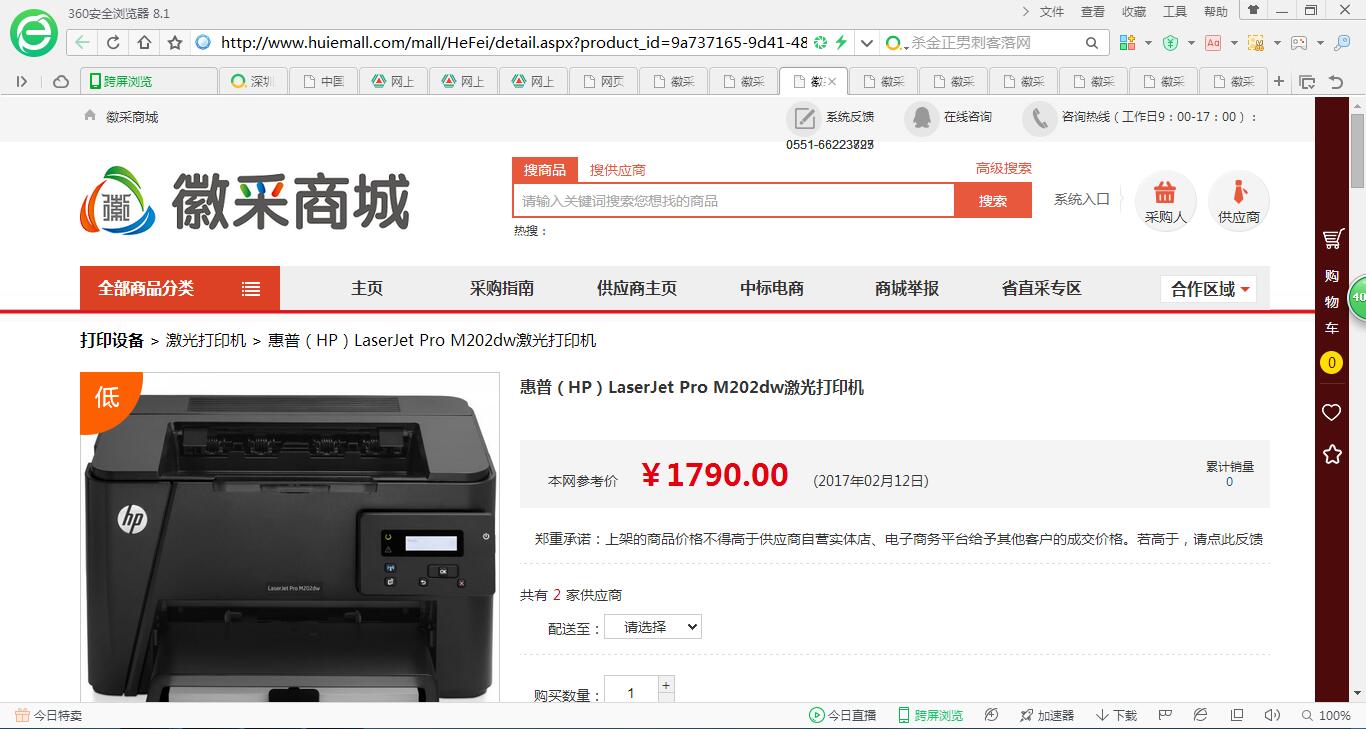 360安全浏览器 8.1
文件 查看 收藏 工具 帮助
http://www.huiemall.com/mall/HeFei/detail.aspx?product_id=9a737165-9d41-48
杀金正男刺客落网
跨屏浏览 深圳 中国 网上 网上 网上 网页 徽采 徽采 徽 徽采 徽采 徽采 徽采 徽采 徽采
徽采商城
系统反馈 在线咨询 咨询热线（工作日9：00-17：00）：
徽采商城
搜商品 搜供应商 高级搜索
请输入关键词搜索您想找的商品 搜索
热搜：
系统入口 采购人 供应商
全部商品分类 主页 采购指南 供应商主页 中标电商 商城举报 省直采专区 合作区域
打印设备 > 激光打印机 > 惠普（HP）LaserJet Pro M202dw激光打印机
低
hp
LaserJet Pro M202dw
OK
惠普（HP）LaserJet Pro M202dw激光打印机
本网参考价 ￥1790.00 (2017年02月12日)
累计销量
0
郑重承诺：上架的商品价格不得高于供应商自营实体店、电子商务平台给予其他客户的成交价格。若高于，请点此反馈
共有 2 家供应商
配送至： 请选择
购买数量： 1 +
购物车
0
40
今日特卖
今日直播 跨屏浏览 加速器 下载 100%